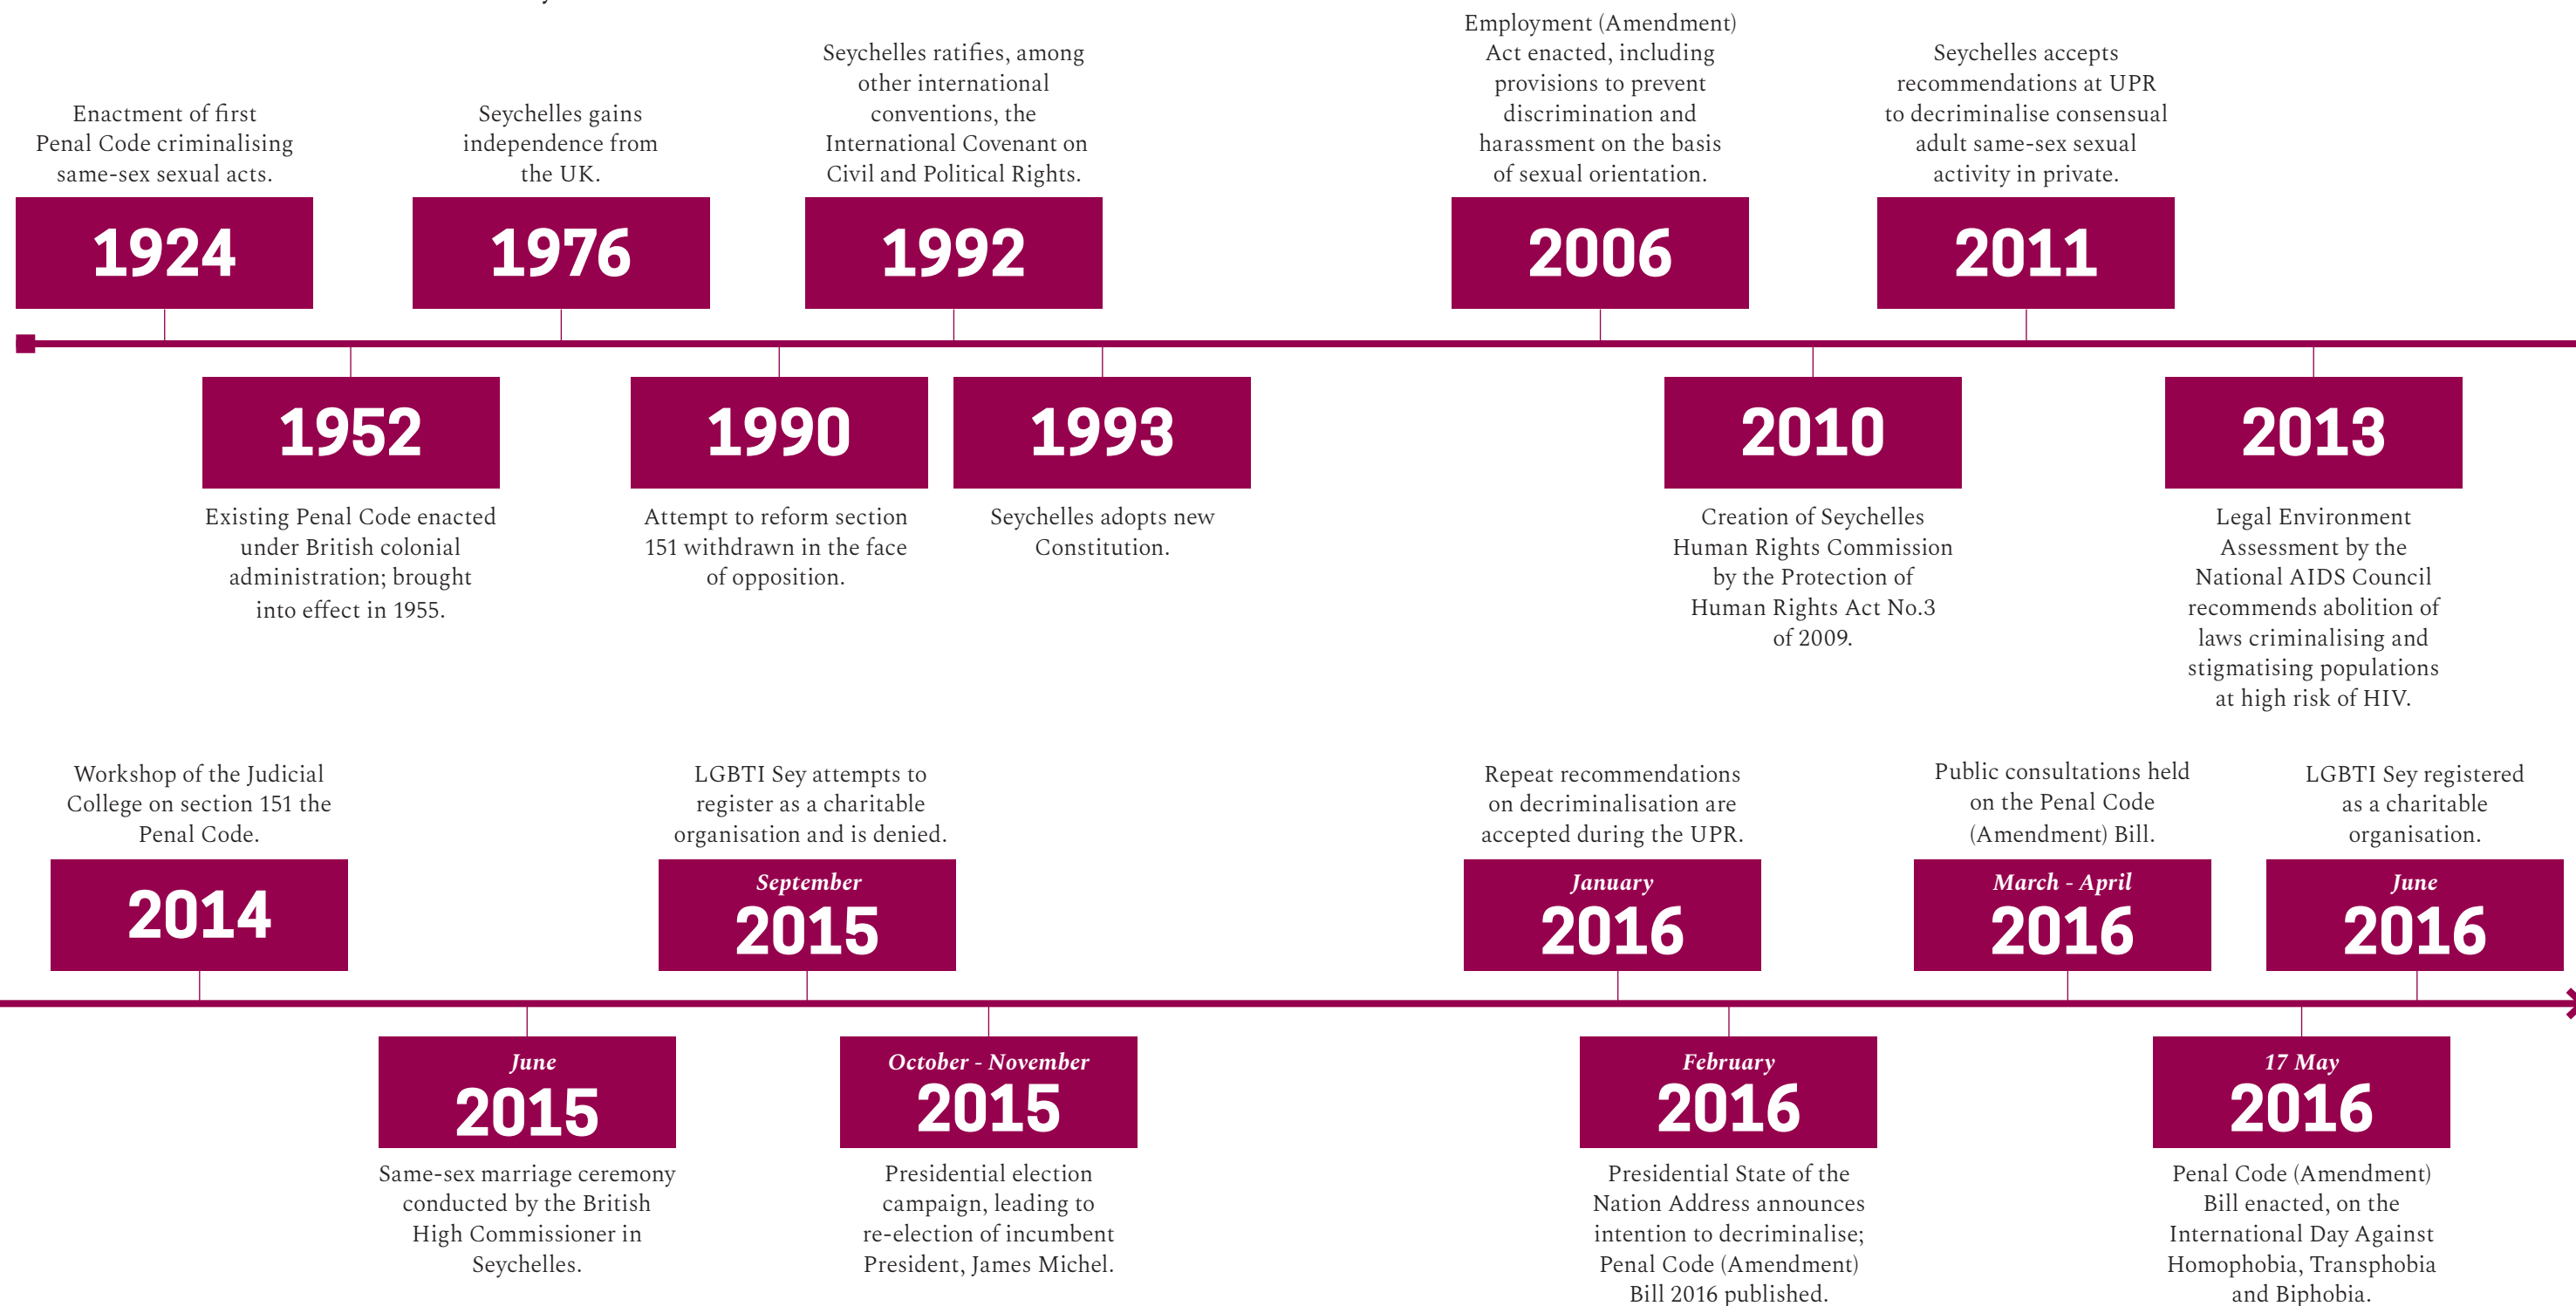 Enactment of first
Penal Code criminalising
same-sex sexual acts.
1924
Existing Penal Code enacted
under British colonial
administration; brought
into effect in 1955.
1952
Seychelles gains
independence from
the UK.
1976
1990
Attempt to reform section
151 withdrawn in the face
of opposition.
Seychelles ratifies, among
other international
conventions, the
International Covenant on
Civil and Political Rights.
1992
1993
Seychelles adopts new
Constitution.
Employment (Amendment)
Act enacted, including
provisions to prevent
discrimination and
harassment on the basis
of sexual orientation.
2006
2010
Creation of Seychelles
Human Rights Commission
by the Protection of
Human Rights Act No.3
of 2009.
Seychelles accepts
recommendations at UPR
to decriminalise consensual
adult same-sex sexual
activity in private.
2011
2013
Legal Environment
Assessment by the
National AIDS Council
recommends abolition of
laws criminalising and
stigmatising populations
at high risk of HIV.
Workshop of the Judicial
College on section 151 the
Penal Code.
2014
June
2015
Same-sex marriage ceremony
conducted by the British
High Commissioner in
Seychelles.
LGBTI Sey attempts to
register as a charitable
organisation and is denied.
September
2015
October - November
2015
Presidential election
campaign, leading to
re-election of incumbent
President, James Michel.
Repeat recommendations
on decriminalisation are
accepted during the UPR.
January
2016
February
2016
Presidential State of the
Nation Address announces
intention to decriminalise;
Penal Code (Amendment)
Bill 2016 published.
Public consultations held
on the Penal Code
(Amendment) Bill.
March - April
2016
17 May
2016
Penal Code (Amendment)
Bill enacted, on the
International Day Against
Homophobia, Transphobia
and Biphobia.
LGBTI Sey registered
as a charitable
organisation.
June
2016